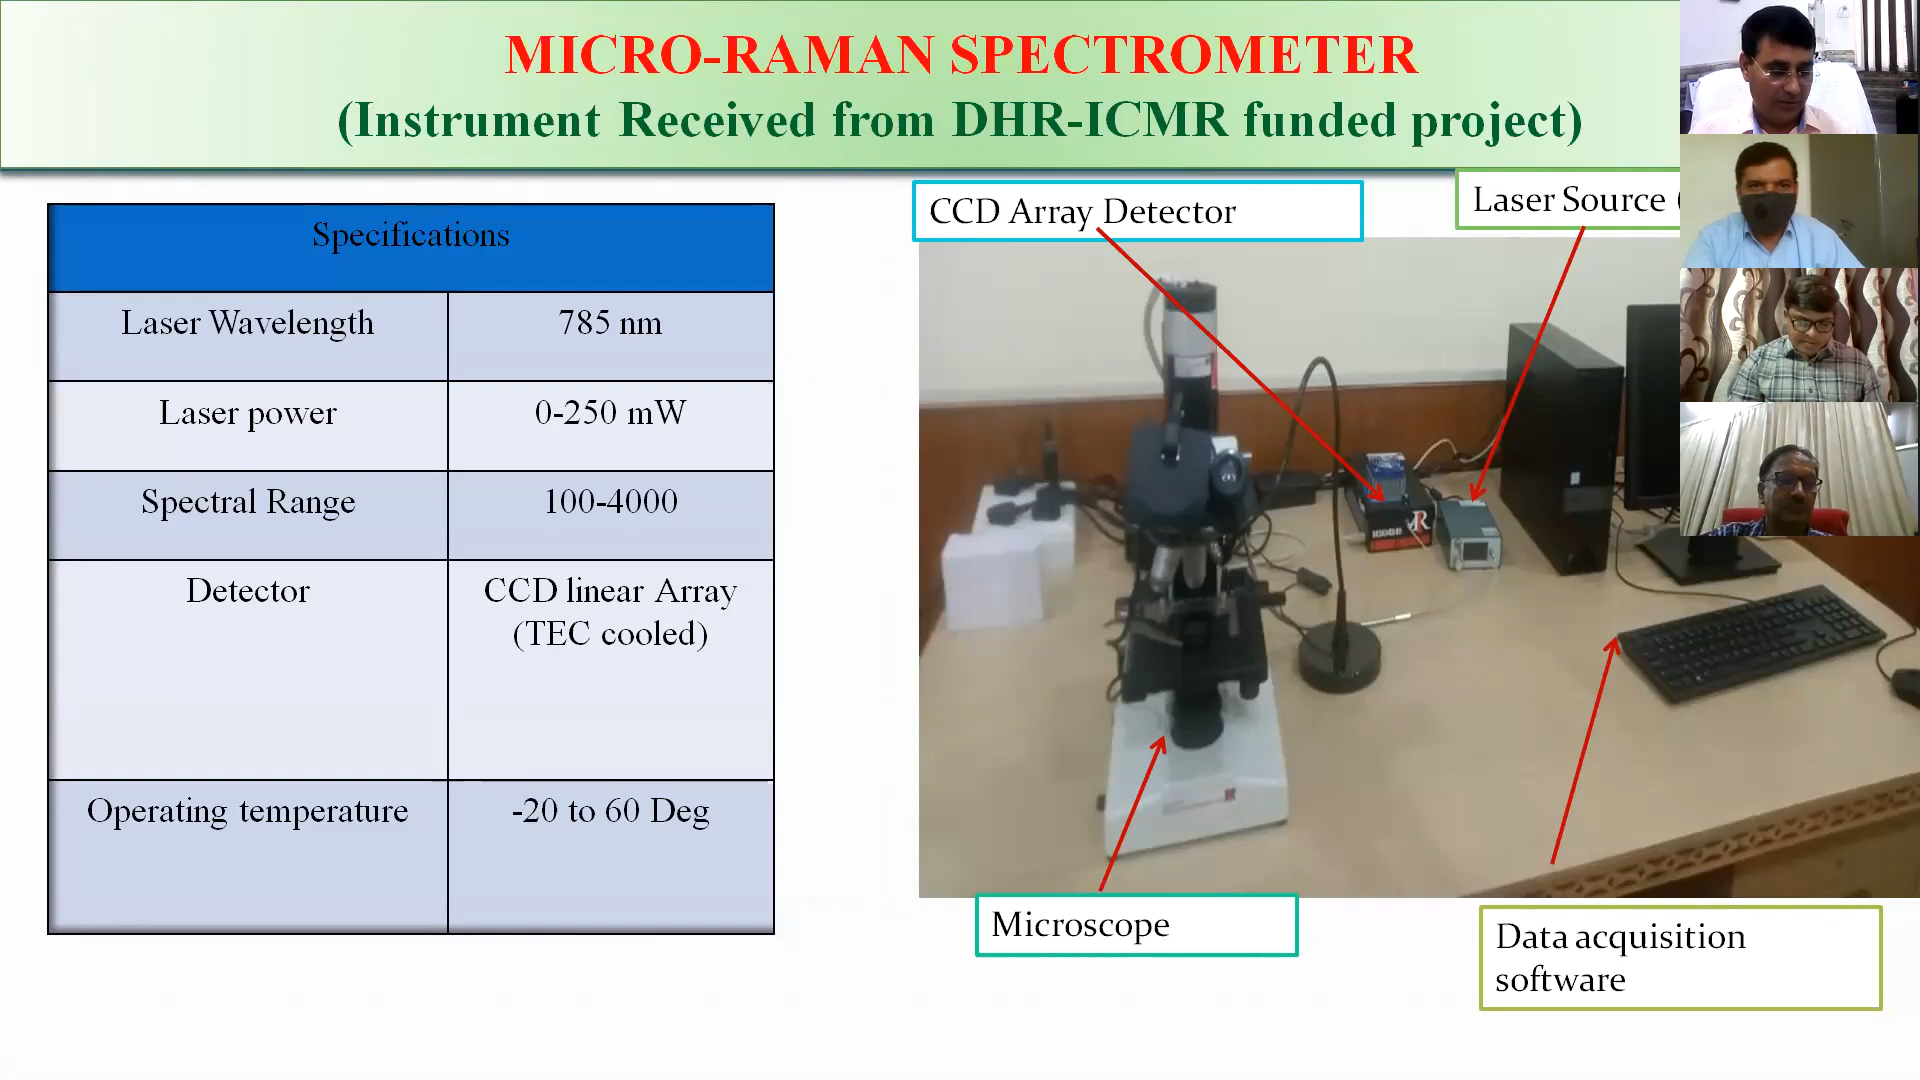 MICRO-RAMAN SPECTROMETER
(Instrument Received from DHR-ICMR funded project)
Specifications
Laser Wavelength 785 nm
Laser power 0-250 mW
Spectral Range 100-4000
Detector CCD linear Array
(TEC cooled)
Operating temperature -20 to 60 Deg
CCD Array Detector
Laser Source (
Microscope
Data acquisition
software